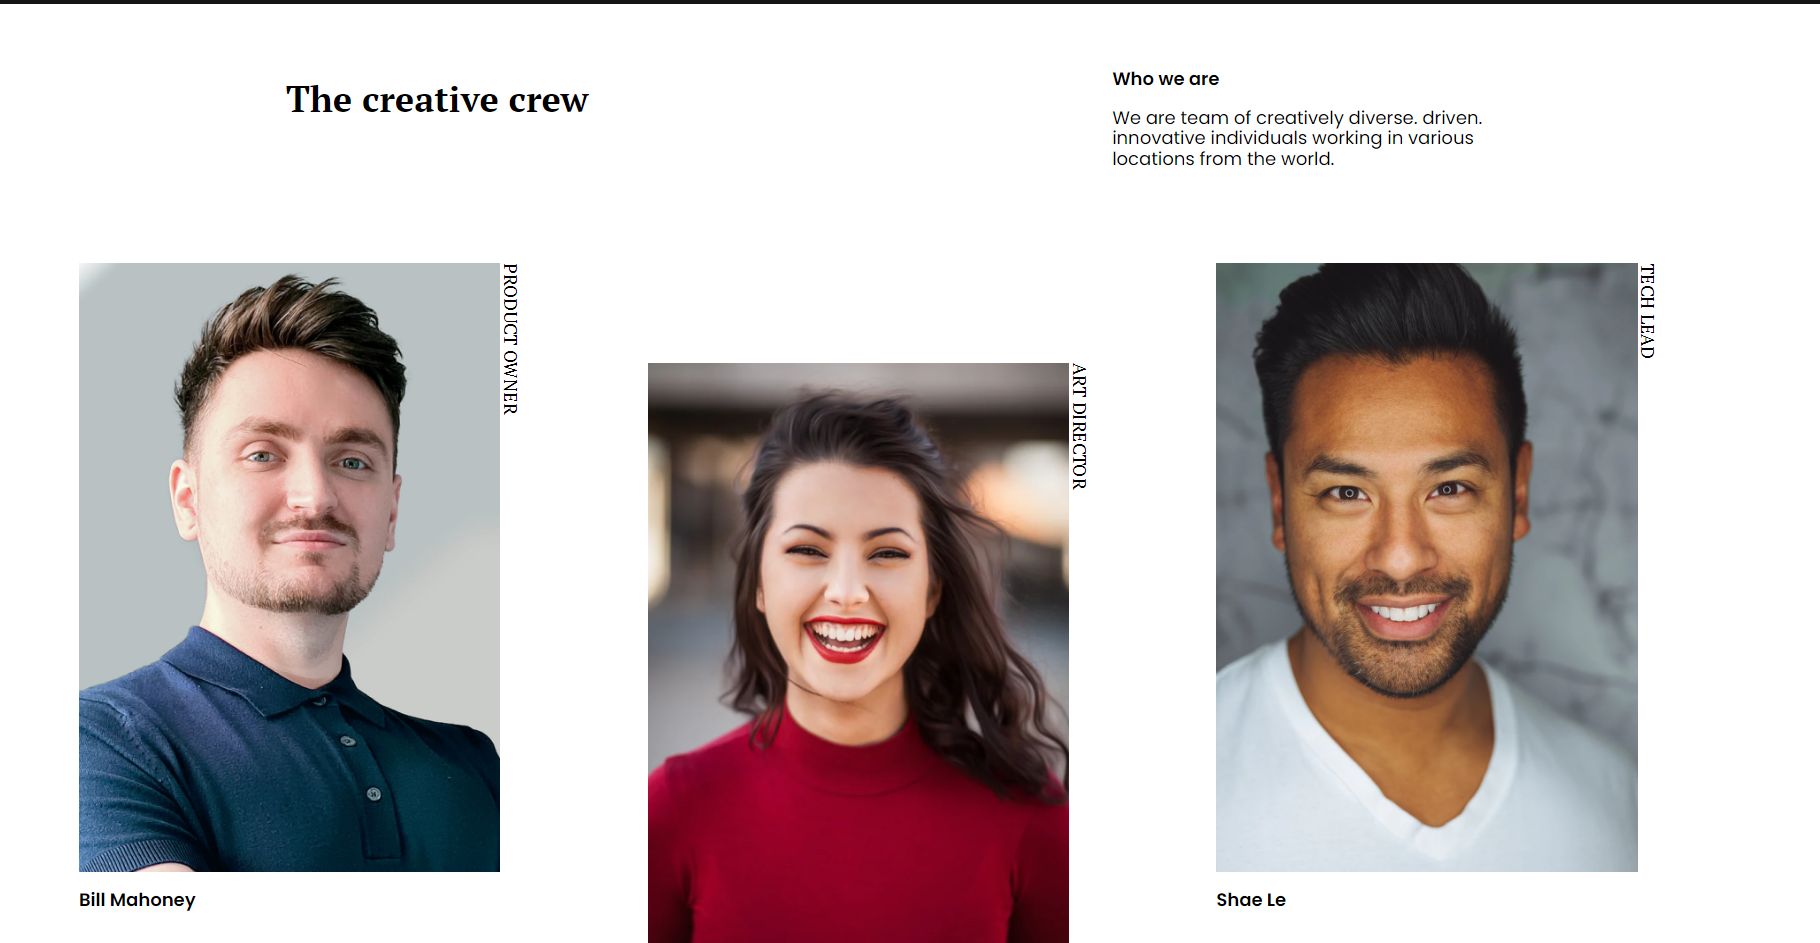 The creative crew
Who we are
We are team of creatively diverse. driven.
innovative individuals working in various
locations from the world.
PRODUCT OWNER
ART DIRECTOR
TECH LEAD
Bill Mahoney
Shae Le